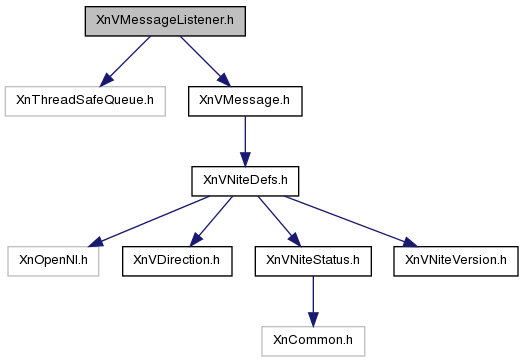 XnVMessageListener.h
XnThreadSafeQueue.h
XnVMessage.h
XnVNiteDefs.h
XnOpenNI.h
XnVDirection.h
XnVNiteStatus.h
XnVNiteVersion.h
XnCommon.h